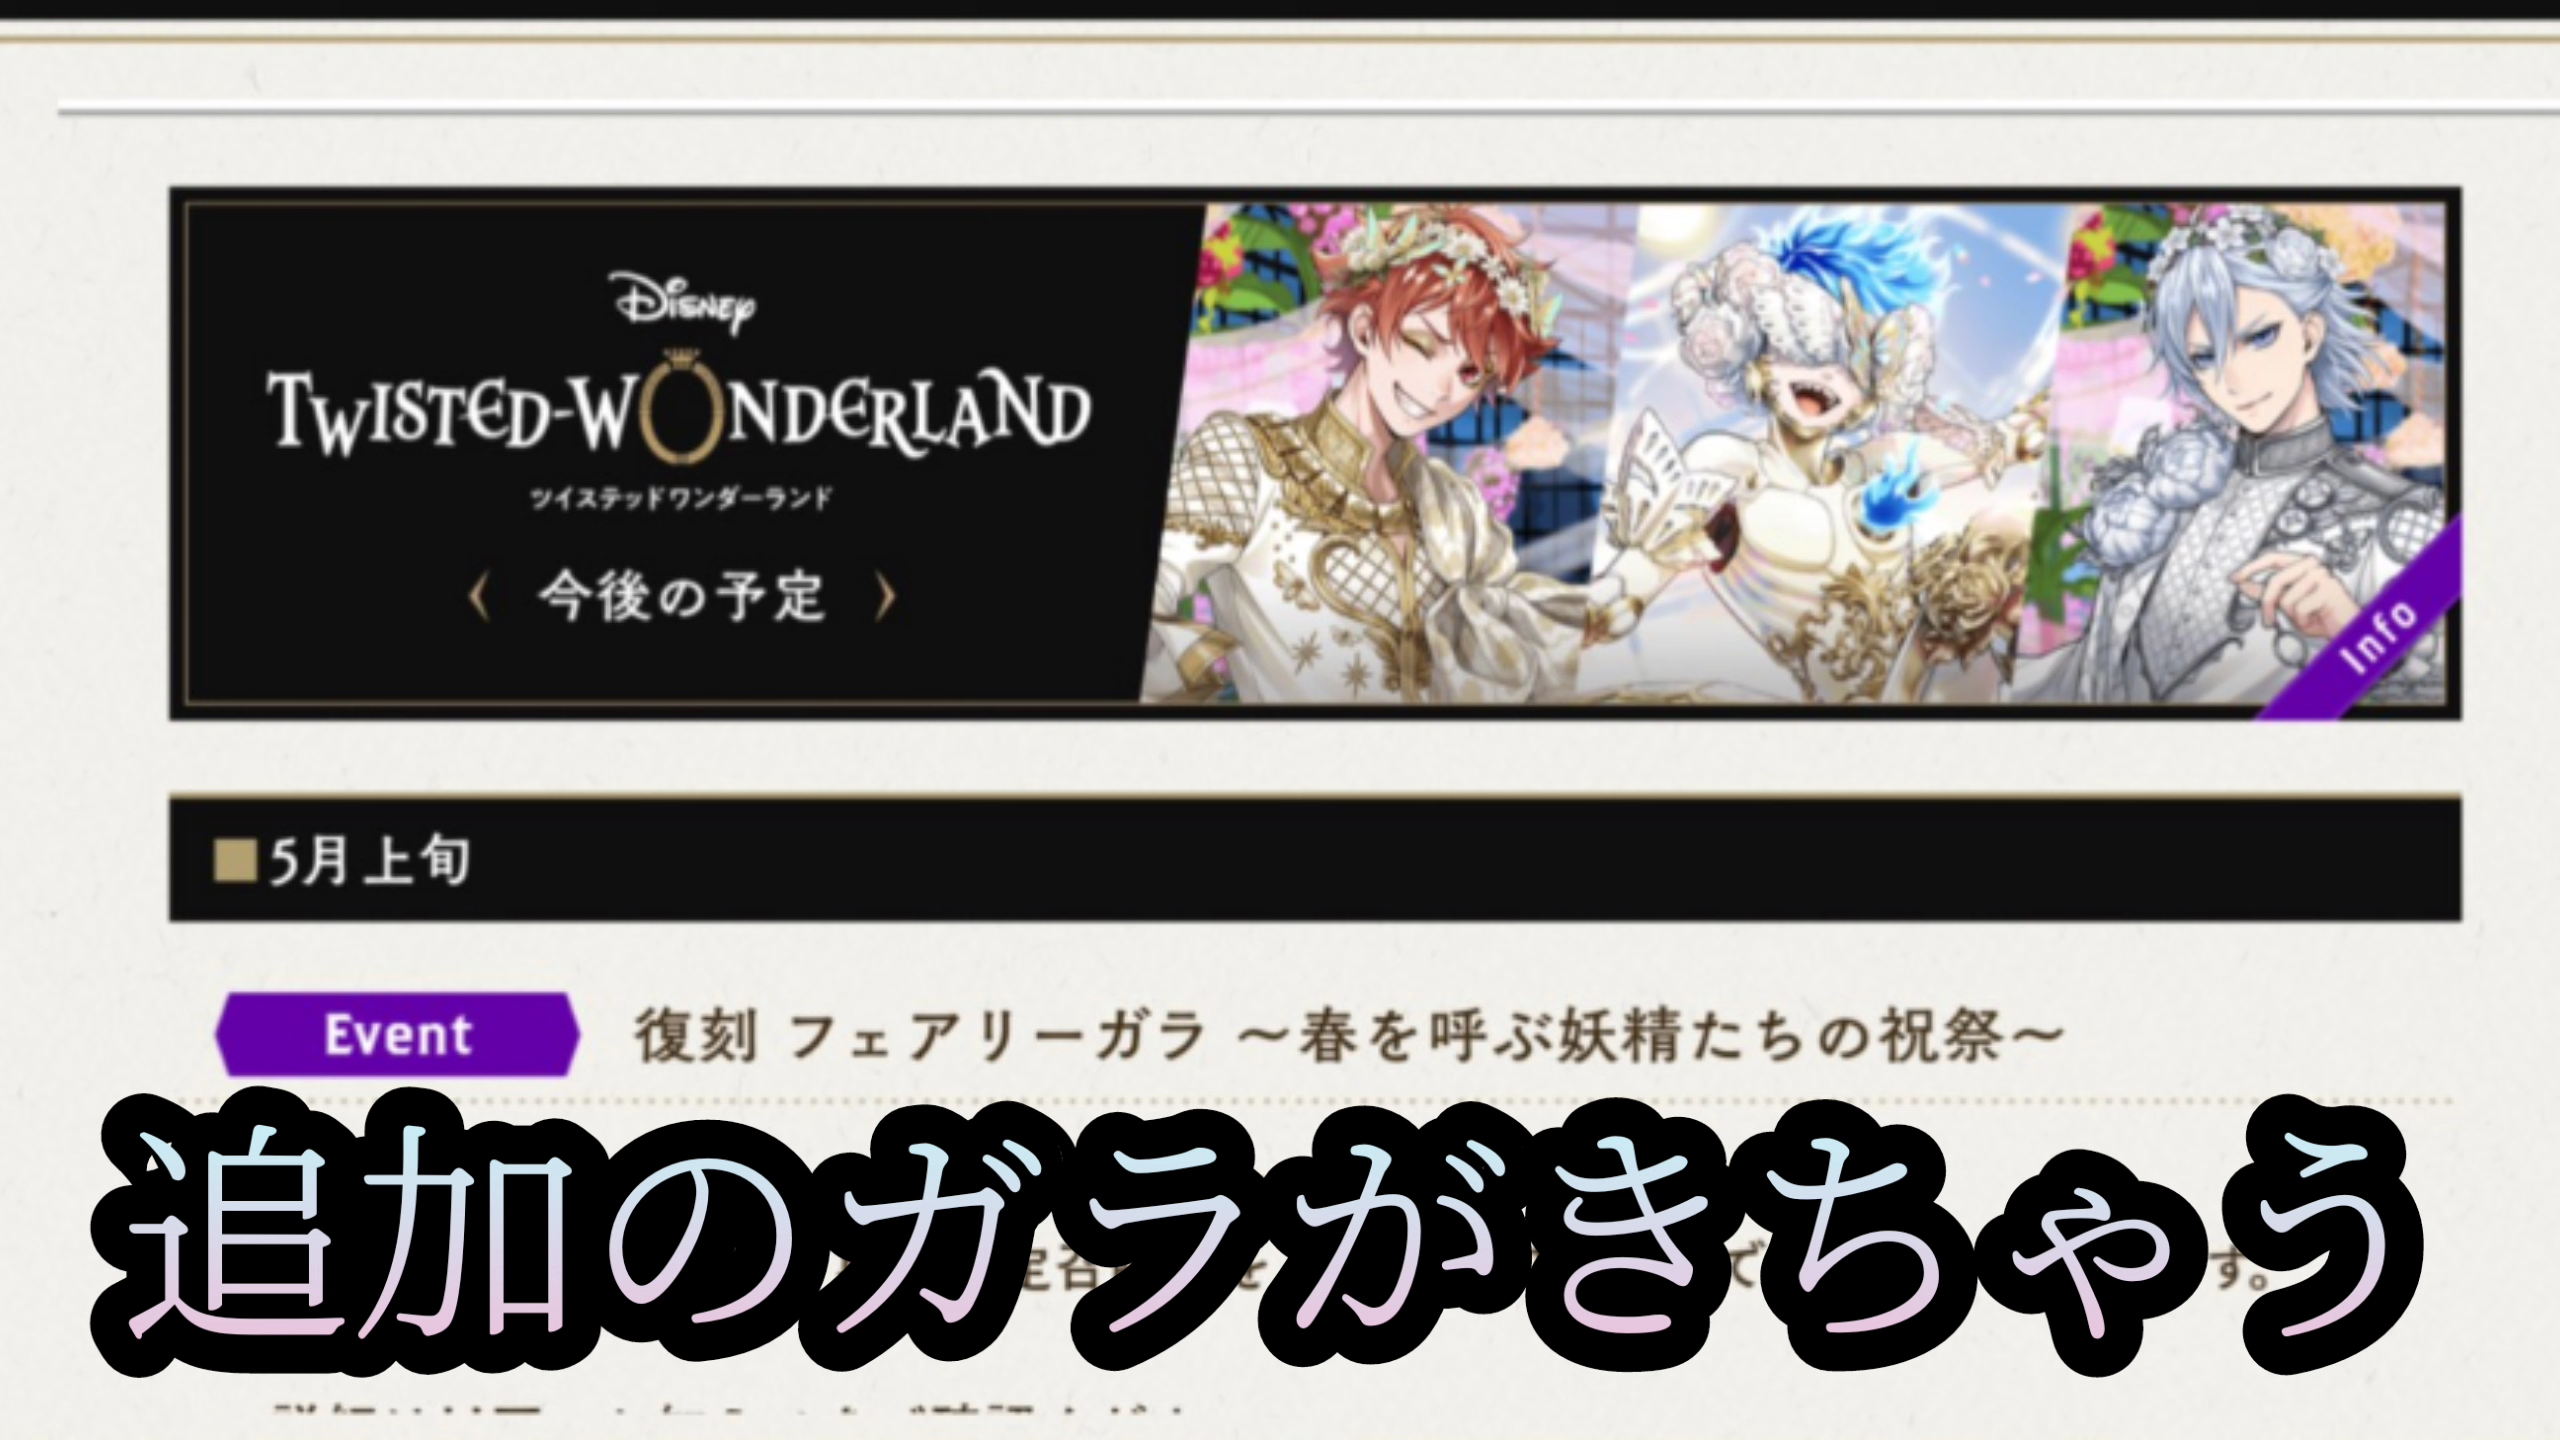 Disney
TWISTED-WONDERLAND
ツイステッドワンダーランド
〈 今後の予定 〉
Info
■5月上旬
Event 復刻 フェアリーガラ ～春を呼ぶ妖精たちの祝祭～
追加のガラがきちゃう
す。